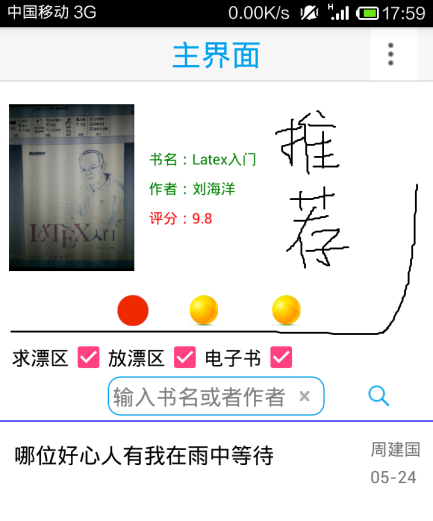 中国移动 3G 0.00K/s H 17:59
主界面
LATEX入门
书名：Latex入门
作者：刘海洋
评分：9.8
推
荐
求漂区 放漂区 电子书
输入书名或者作者 ×
哪位好心人有我在雨中等待
周建国
05-24